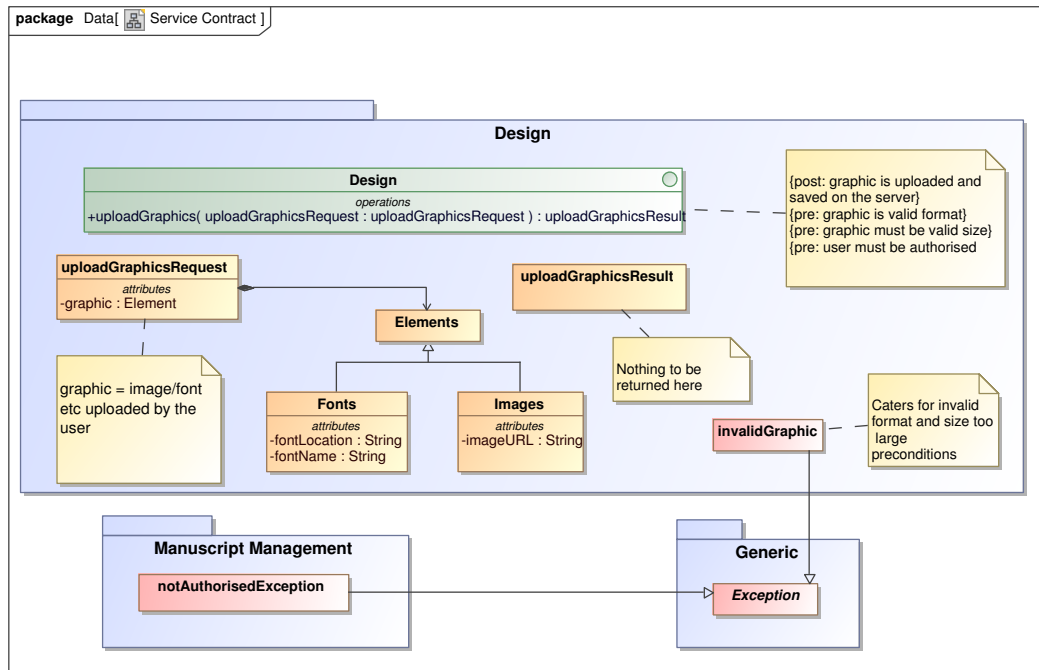 package Data[ Service Contract ]
Design
Design
operations
+uploadGraphics( uploadGraphicsRequest : uploadGraphicsRequest ) : uploadGraphicsResult
{post: graphic is uploaded and
saved on the server}
{pre: graphic is valid format}
{pre: graphic must be valid size}
{pre: user must be authorised
uploadGraphicsRequest
attributes
-graphic : Element
uploadGraphicsResult
Elements
graphic = image/font
etc uploaded by the
user
Nothing to be
returned here
Fonts
attributes
-fontLocation : String
-fontName : String
Images
attributes
-imageURL : String
invalidGraphic
Caters for invalid
format and size too
large
preconditions
Manuscript Management
notAuthorisedException
Generic
Exception